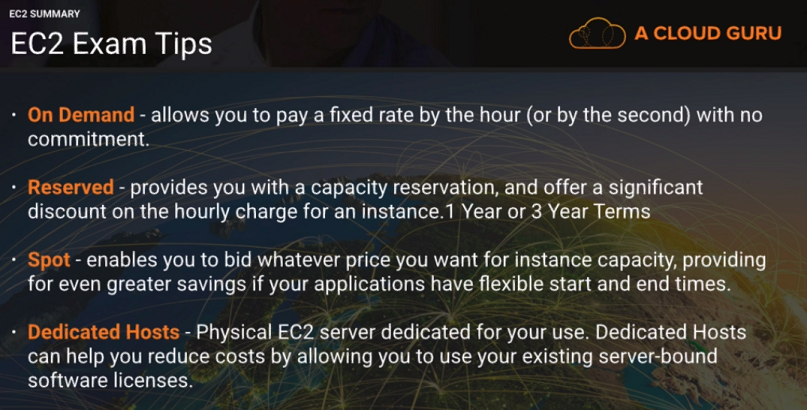 EC2 SUMMARY
EC2 Exam Tips
A CLOUD GURU
· On Demand - allows you to pay a fixed rate by the hour (or by the second) with no
commitment.
· Reserved - provides you with a capacity reservation, and offer a significant
discount on the hourly charge for an instance.1 Year or 3 Year Terms
· Spot - enables you to bid whatever price you want for instance capacity, providing
for even greater savings if your applications have flexible start and end times.
· Dedicated Hosts - Physical EC2 server dedicated for your use. Dedicated Hosts
can help you reduce costs by allowing you to use your existing server-bound
software licenses.